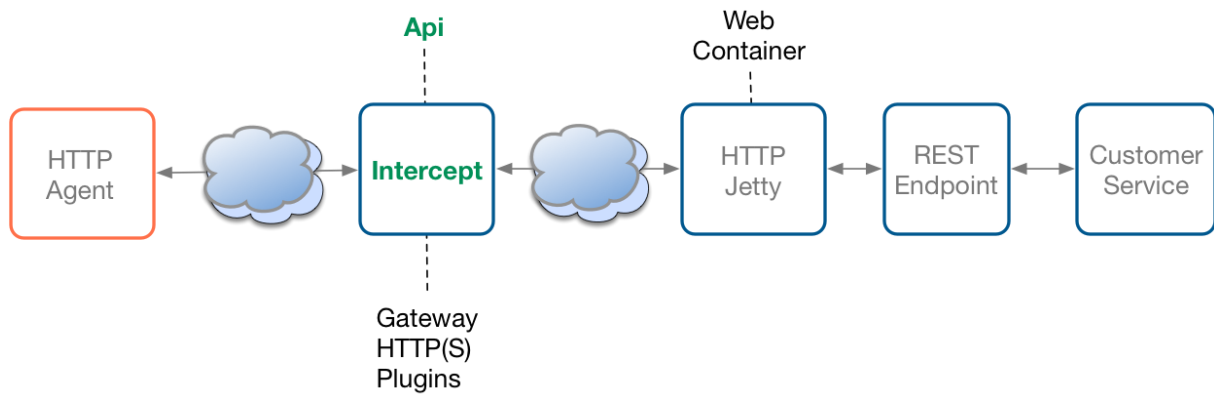 Api
Web
Container
HTTP
Agent
Intercept
HTTP
Jetty
REST
Endpoint
Customer
Service
Gateway
HTTP(S)
Plugins